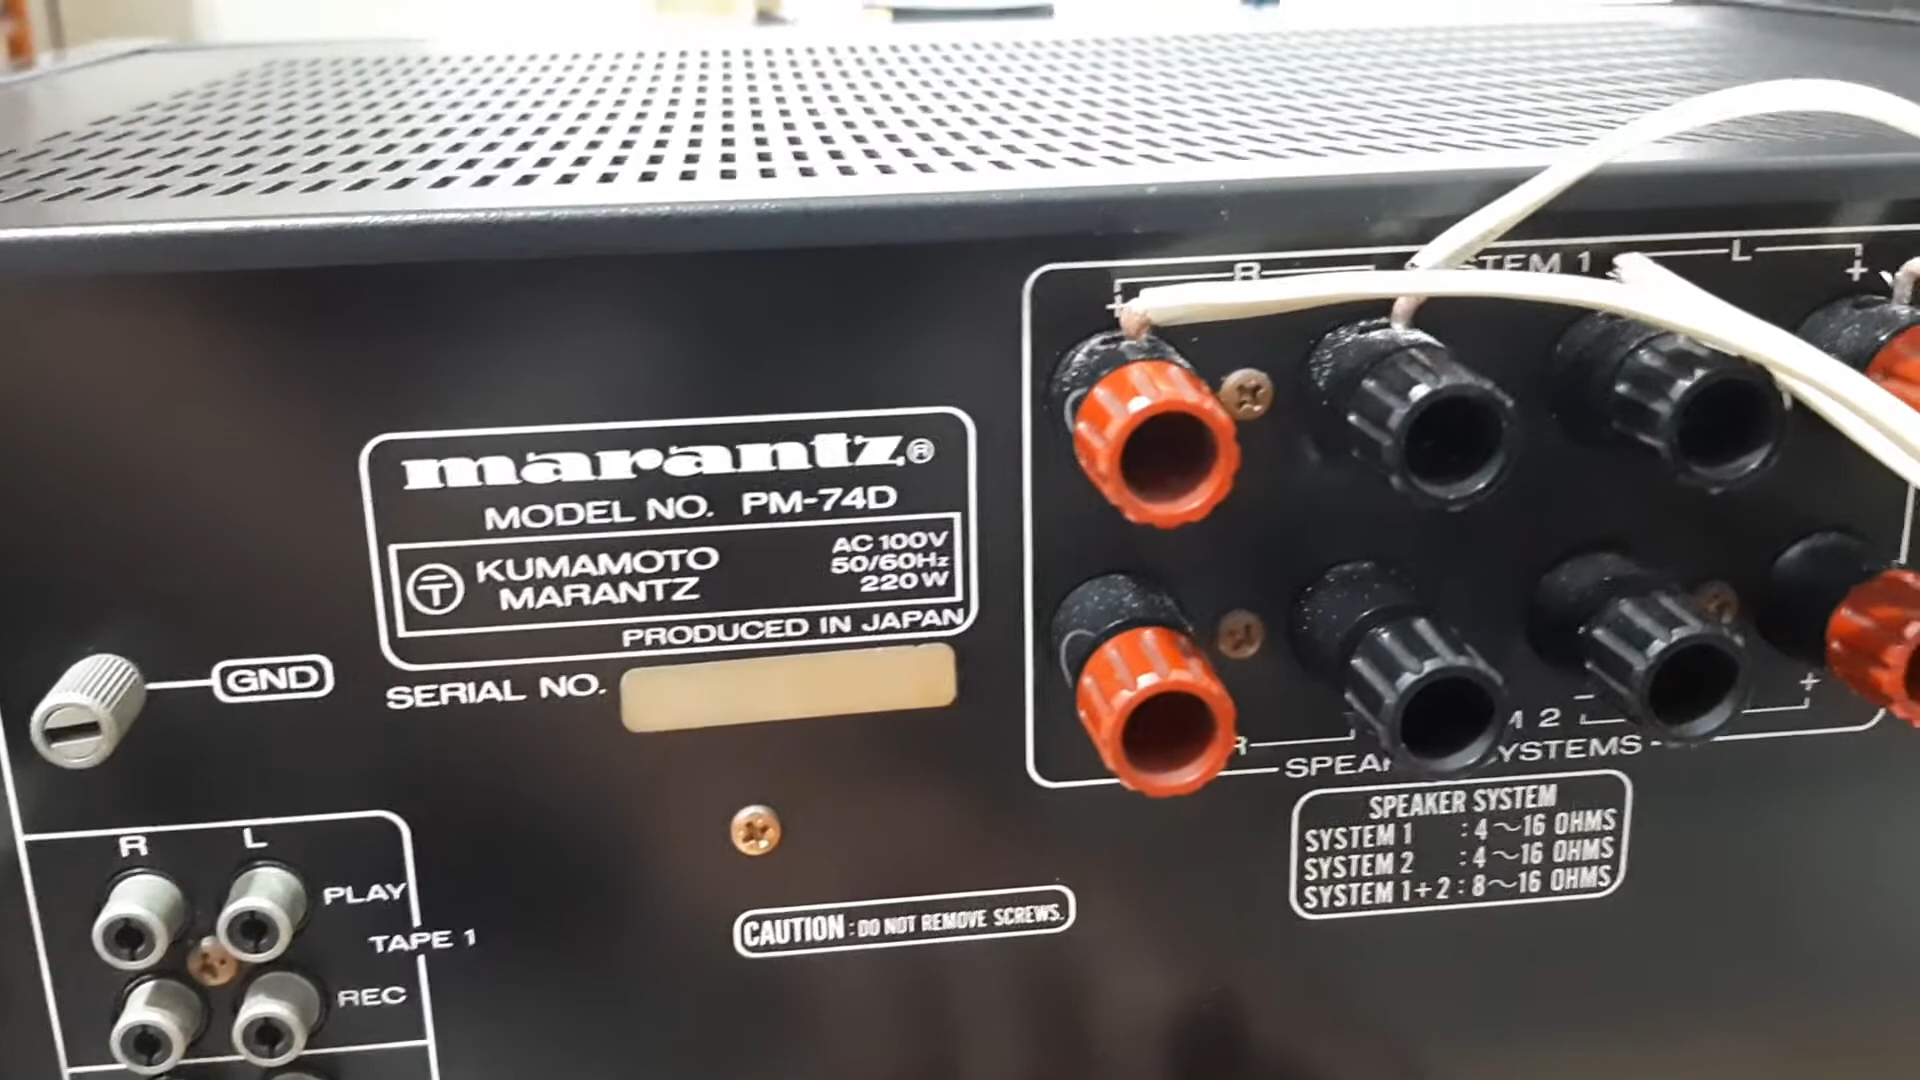 marantz®
MODEL NO. PM-74D
KUMAMOTO
MARANTZ
AC 100V
50/60Hz
220W
PRODUCED IN JAPAN
SERIAL NO.
GND
R L
PLAY
TAPE 1
REC
CAUTION: DO NOT REMOVE SCREWS.
R
L
+
+
1
2
+
R
SPEAKER SYSTEM
SYSTEM 1 : 4~16 OHMS
SYSTEM 2 : 4~16 OHMS
SYSTEM 1+2 : 8~16 OHMS